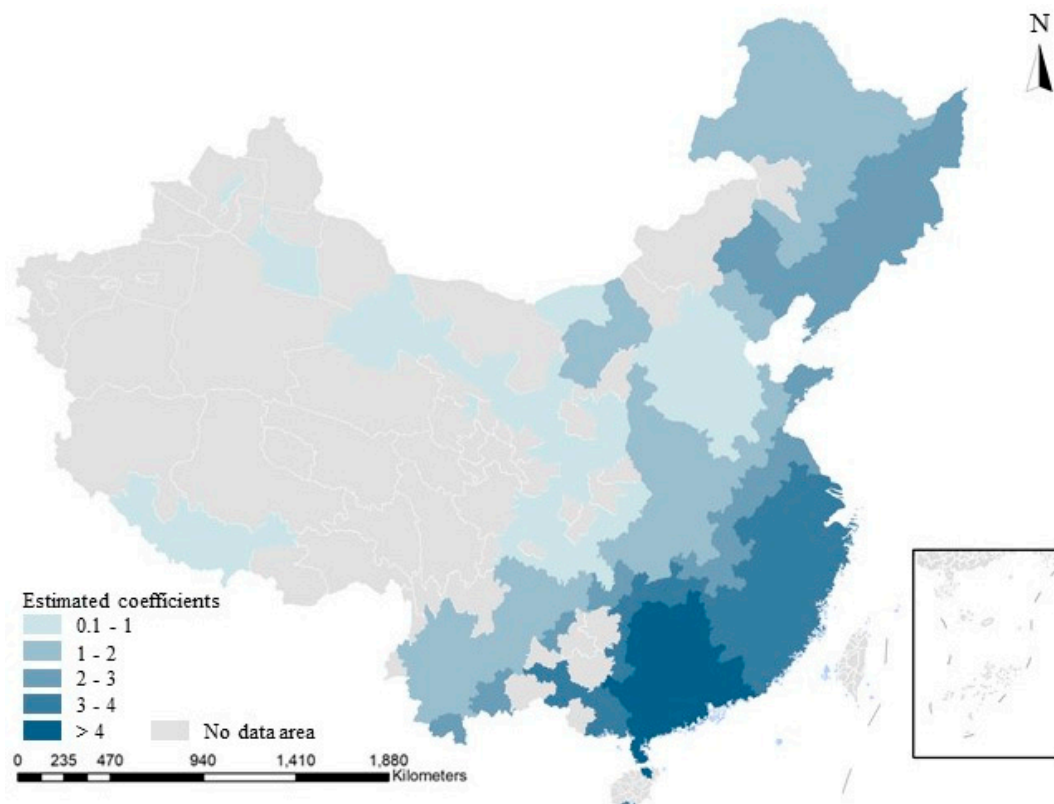 N
Estimated coefficients
0.1 - 1
1 - 2
2 - 3
3 - 4
> 4
No data area
0 235 470 940 1,410 1,880
Kilometers